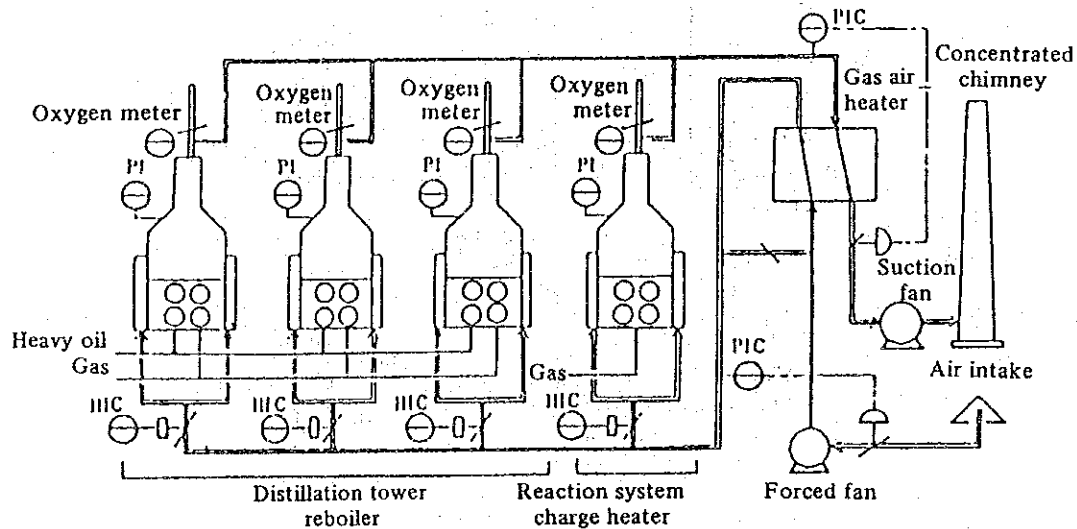 PIC
Concentrated
chimney
Gas air
heater
Oxygen meter
Oxygen
meter
Oxygen
meter
Oxygen
meter
PI
PI
PI
PI
Suction
fan
Heavy oil
Gas
Gas
PIC
Air intake
HIC
HIC
HIC
HIC
Distillation tower
reboiler
Reaction system
charge heater
Forced fan